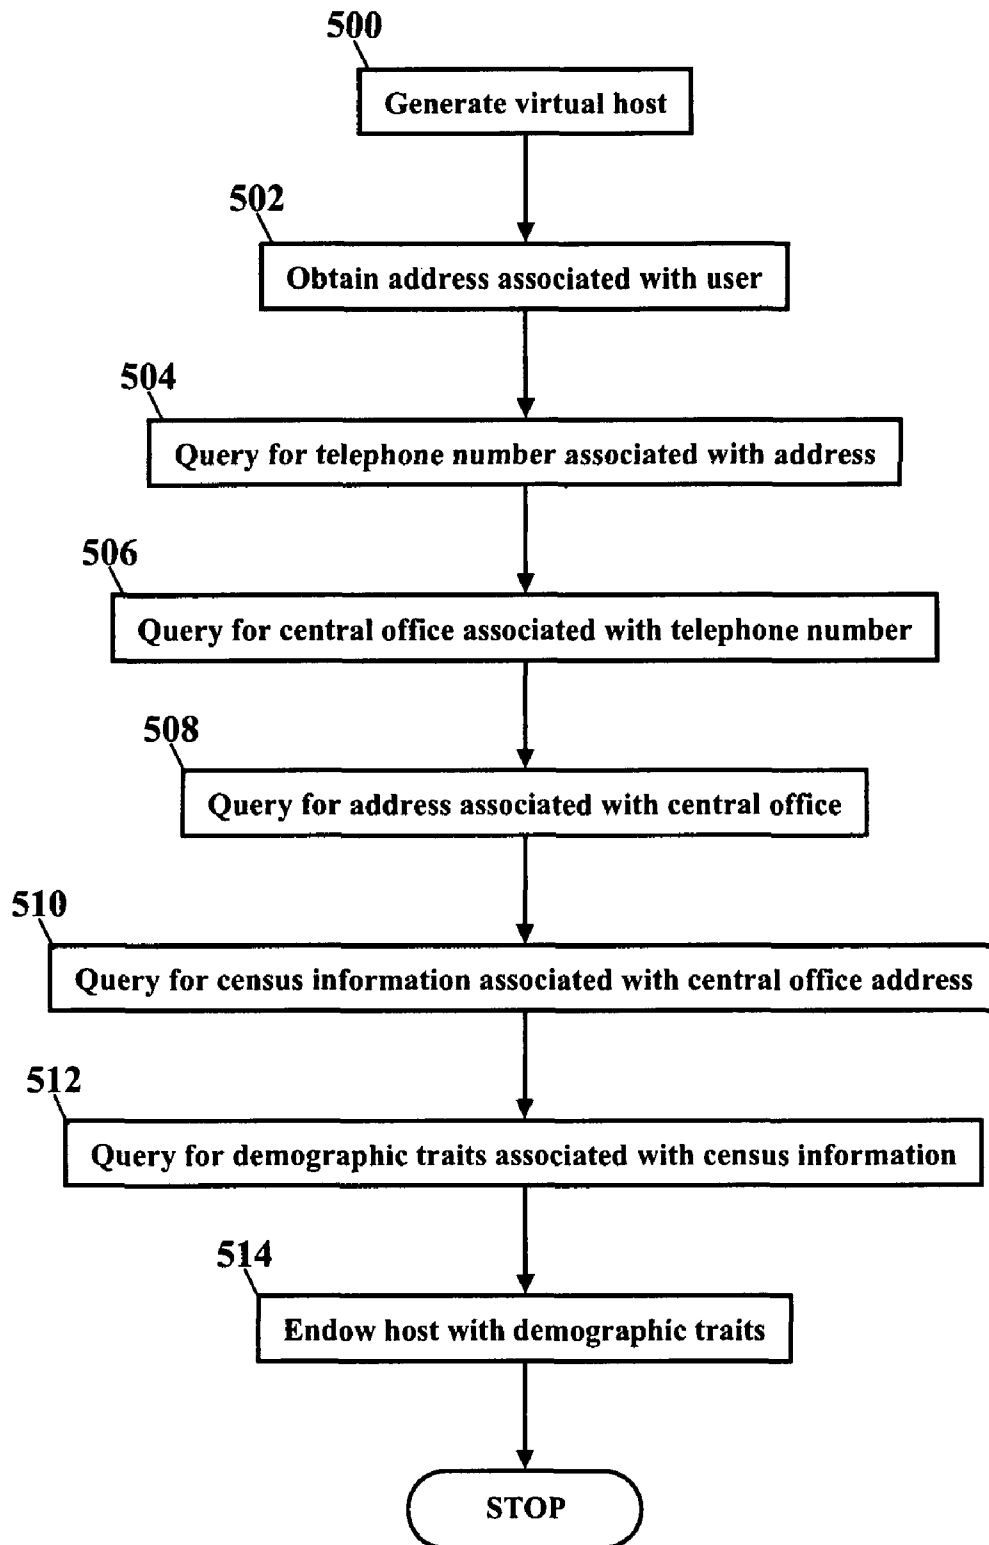 500
Generate virtual host
502
Obtain address associated with user
504
Query for telephone number associated with address
506
Query for central office associated with telephone number
508
Query for address associated with central office
510
Query for census information associated with central office address
512
Query for demographic traits associated with census information
514
Endow host with demographic traits
STOP